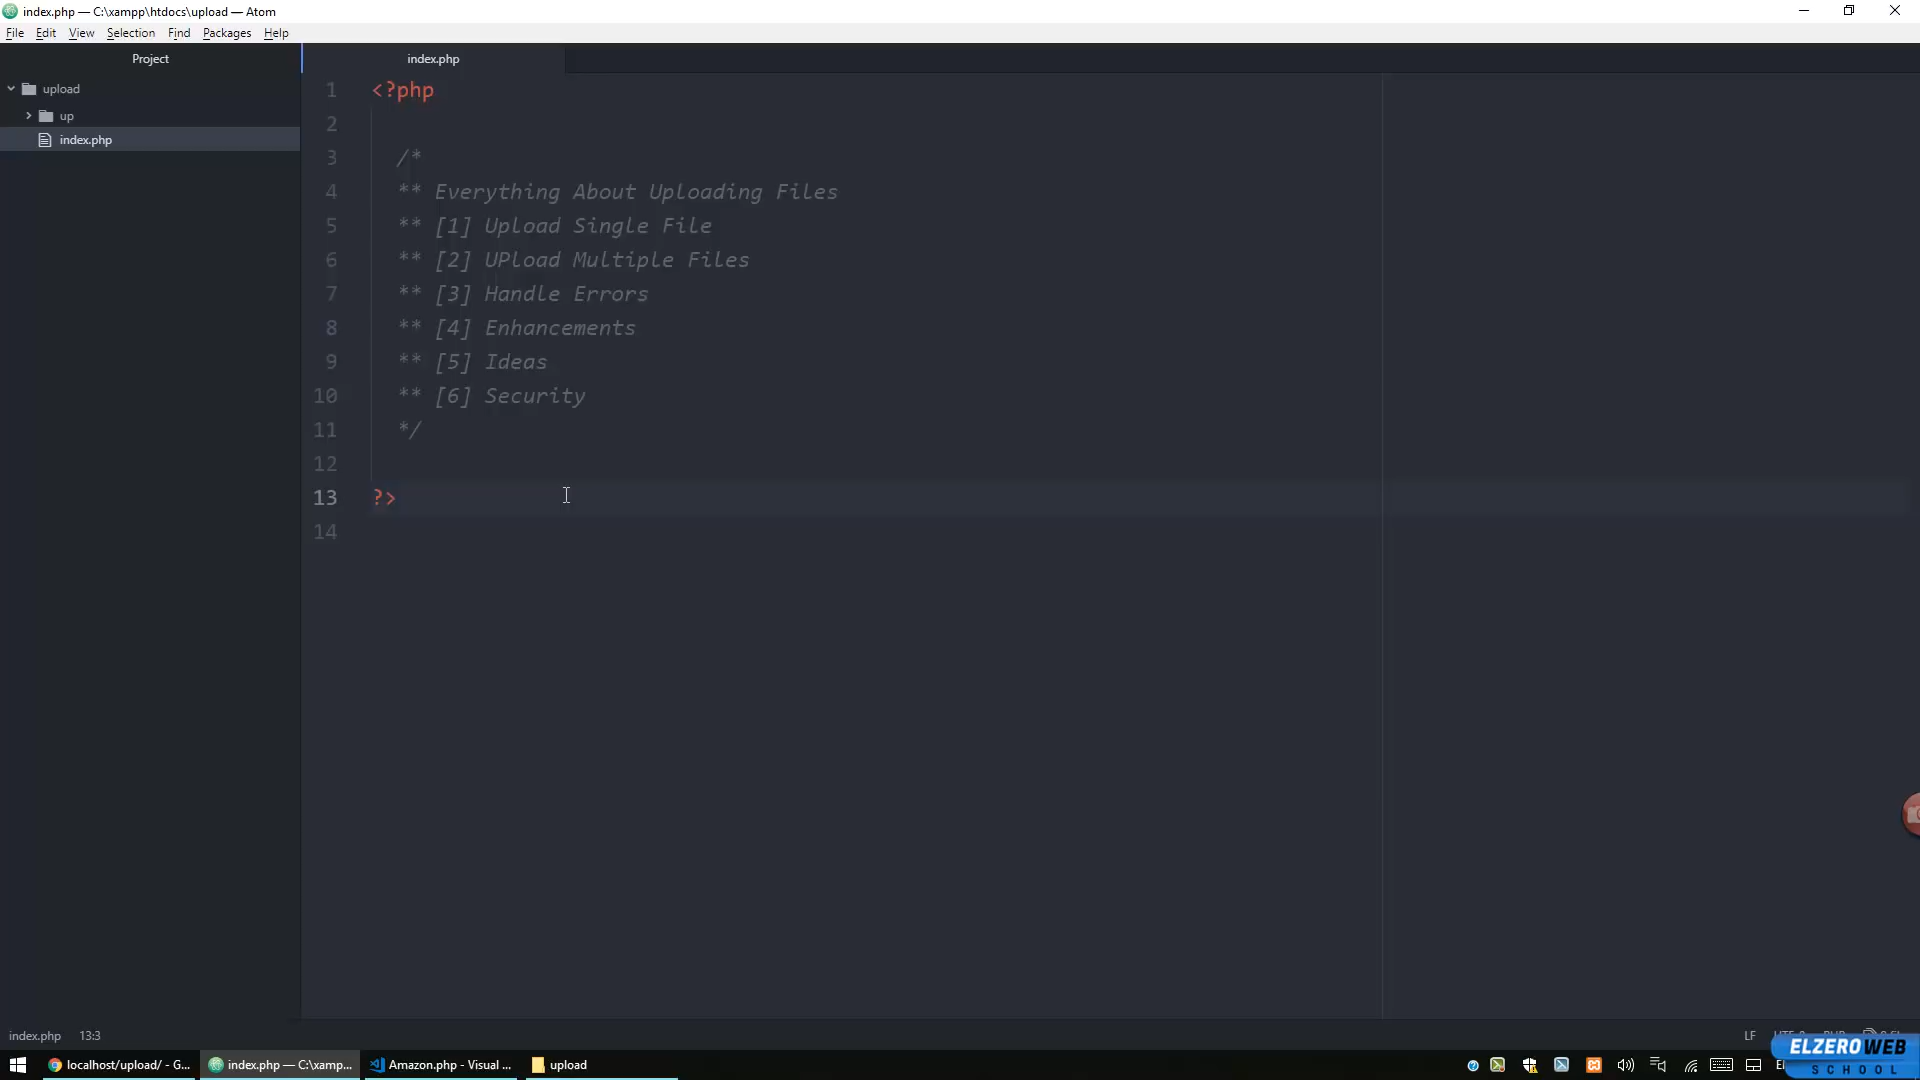 index.php — C:\xampp\htdocs\upload — Atom
File Edit View Selection Find Packages Help
Project
index.php
upload
up
index.php
1 <?php
2
3 /*
4 ** Everything About Uploading Files
5 ** [1] Upload Single File
6 ** [2] UPload Multiple Files
7 ** [3] Handle Errors
8 ** [4] Enhancements
9 ** [5] Ideas
10 ** [6] Security
11 */
12
13 ?>
14
index.php 13:3
LF
localhost/upload/ - G...
index.php — C:\xamp...
Amazon.php - Visual ...
upload
ELZEROWEB
SCHOOL